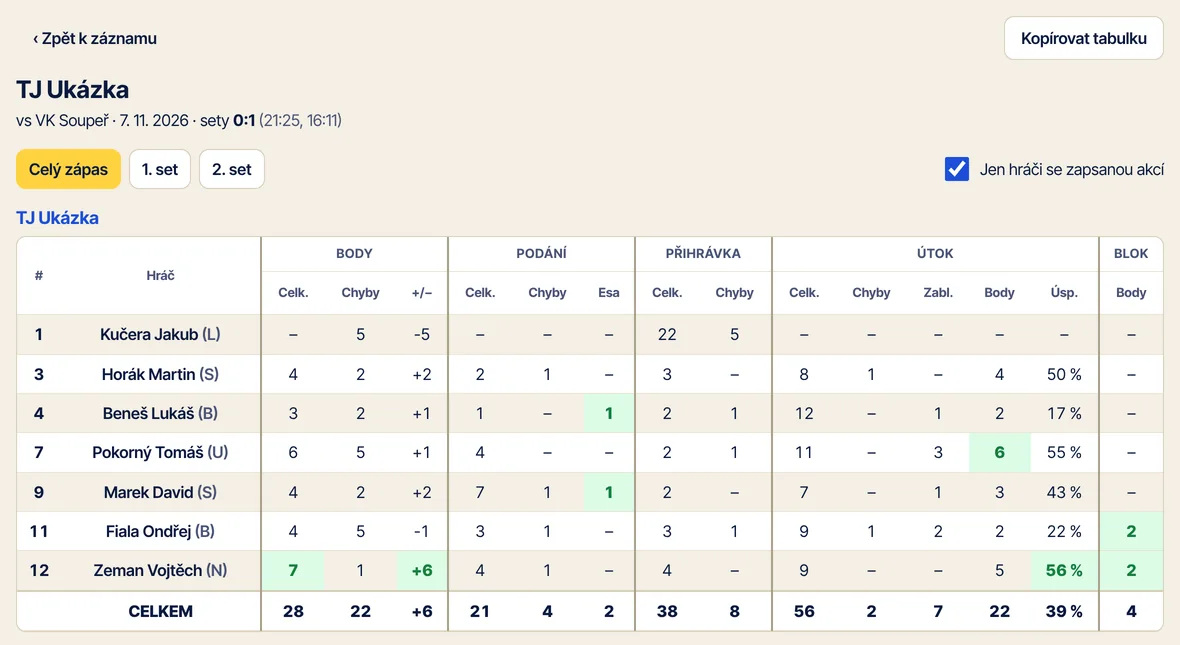 ‹ Zpět k záznamu
Kopírovat tabulku
TJ Ukázka
vs VK Soupeř · 7. 11. 2026 · sety 0:1 (21:25, 16:11)
Celý zápas 1. set 2. set
Jen hráči se zapsanou akcí
TJ Ukázka
# Hráč BODY PODÁNÍ PŘIHRÁVKA ÚTOK BLOK
Celk. Chyby +/− Celk. Chyby Esa Celk. Chyby Celk. Chyby Zabl. Body Úsp. Body
1 Kučera Jakub (L) – 5 -5 – – – 22 5 – – – – – –
3 Horák Martin (S) 4 2 +2 2 1 – 3 – 8 1 – 4 50 % –
4 Beneš Lukáš (B) 3 2 +1 1 – 1 2 1 12 – 1 2 17 % –
7 Pokorný Tomáš (U) 6 5 +1 4 – – 2 1 11 – 3 6 55 % –
9 Marek David (S) 4 2 +2 7 1 1 2 – 7 – 1 3 43 % –
11 Fiala Ondřej (B) 4 5 -1 3 1 – 3 1 9 1 2 2 22 % 2
12 Zeman Vojtěch (N) 7 1 +6 4 1 – 4 – 9 – – 5 56 % 2
CELKEM 28 22 +6 21 4 2 38 8 56 2 7 22 39 % 4